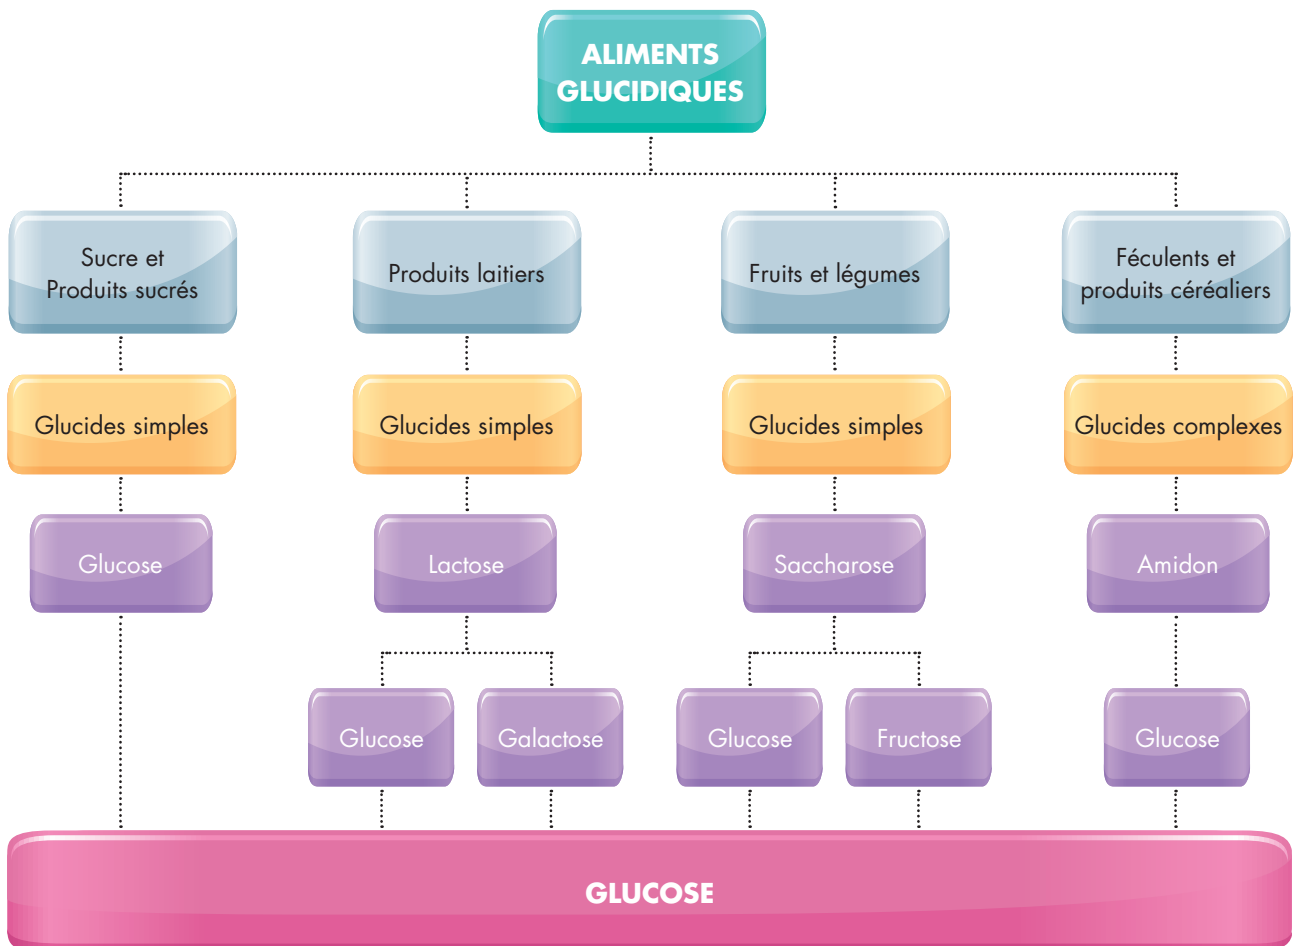 ALIMENTS
GLUCIDIQUES
Sucre et
Produits sucrés
Produits laitiers
Fruits et légumes
Féculents et
produits céréaliers
Glucides simples
Glucides simples
Glucides simples
Glucides complexes
Glucose
Lactose
Saccharose
Amidon
Glucose
Galactose
Glucose
Fructose
Glucose
GLUCOSE